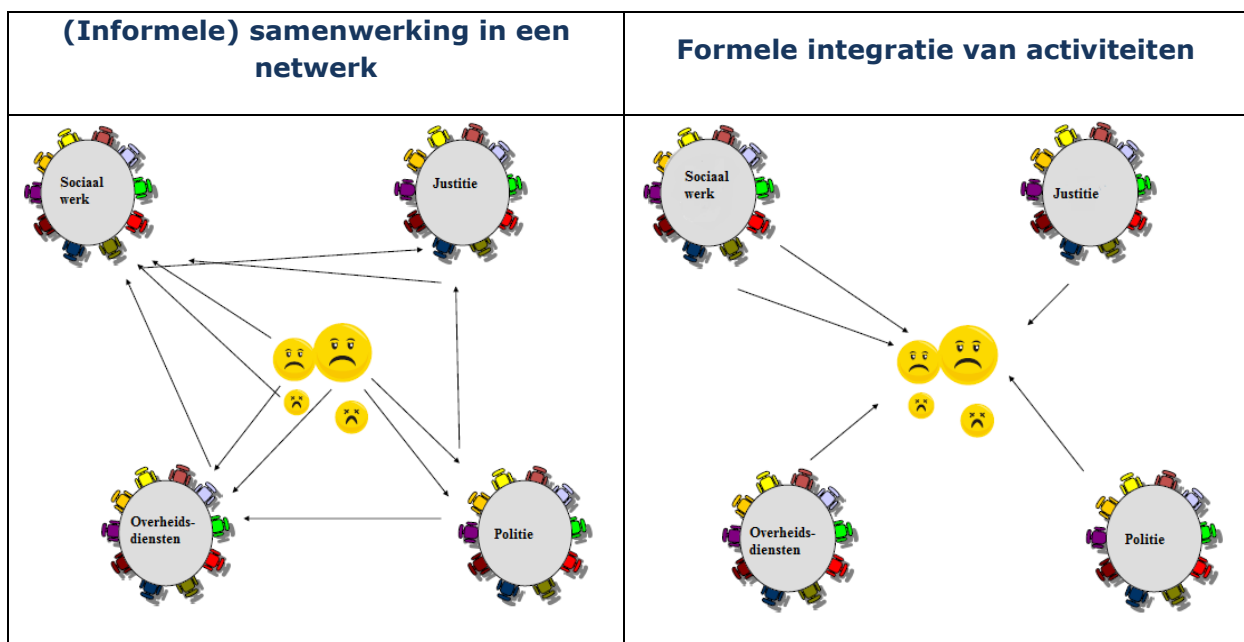 (Informele) samenwerking in een
netwerk
Formele integratie van activiteiten
Sociaal
werk
Justitie
Overheids-
diensten
Politie
Sociaal
werk
Justitie
Overheids-
diensten
Politie